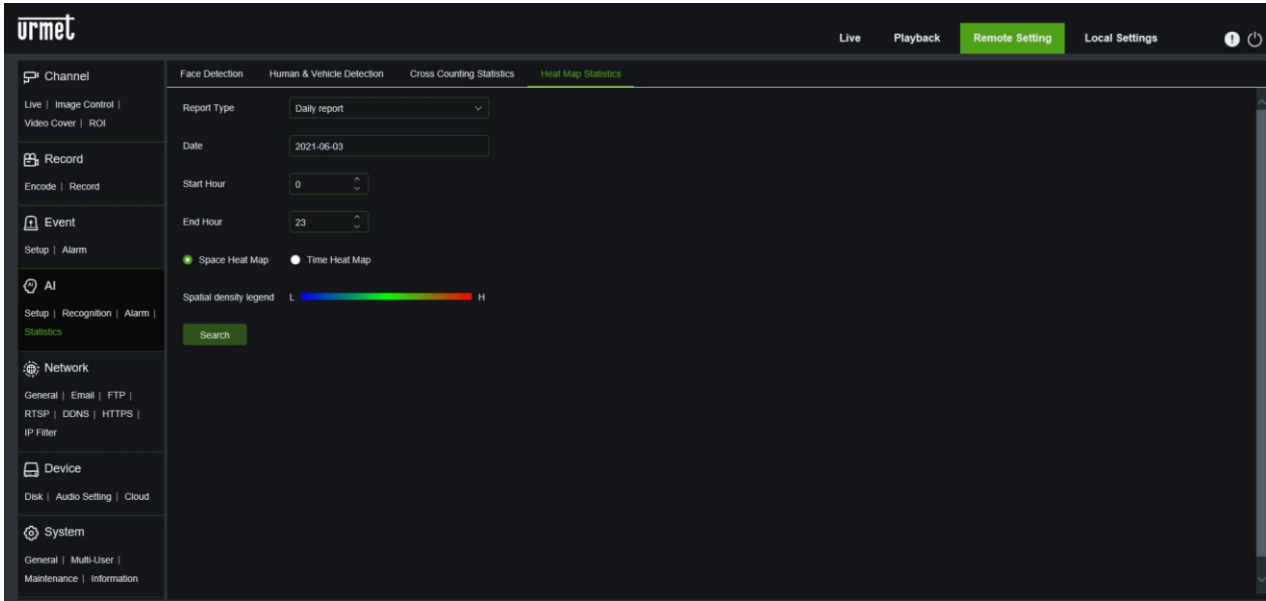 urmet
Live Playback Remote Setting Local Settings
Channel
Live | Image Control |
Video Cover | ROI
Record
Encode | Record
Event
Setup | Alarm
AI
Setup | Recognition | Alarm |
Statistics
Network
General | Email | FTP |
RTSP | DDNS | HTTPS |
IP Filter
Device
Disk | Audio Setting | Cloud
System
General | Multi-User |
Maintenance | Information
Face Detection Human & Vehicle Detection Cross Counting Statistics Heat Map Statistics
Report Type Daily report
Date 2021-06-03
Start Hour 0
End Hour 23
Space Heat Map Time Heat Map
Spatial density legend L H
Search